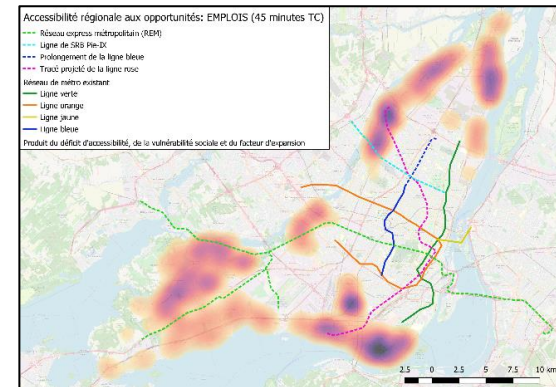 Accessibilité régionale aux opportunités: EMPLOIS (45 minutes TC)
Réseau express métropolitain (REM)
Ligne de SRB Pie-IX
Prolongement de la ligne bleue
Tracé projeté de la ligne rose
Réseau de métro existant
Ligne verte
Ligne orange
Ligne jaune
Ligne bleue
Produit du déficit d'accessibilité, de la vulnérabilité sociale et du facteur d'expansion
2.5 0 2.5 5 7.5 10 km